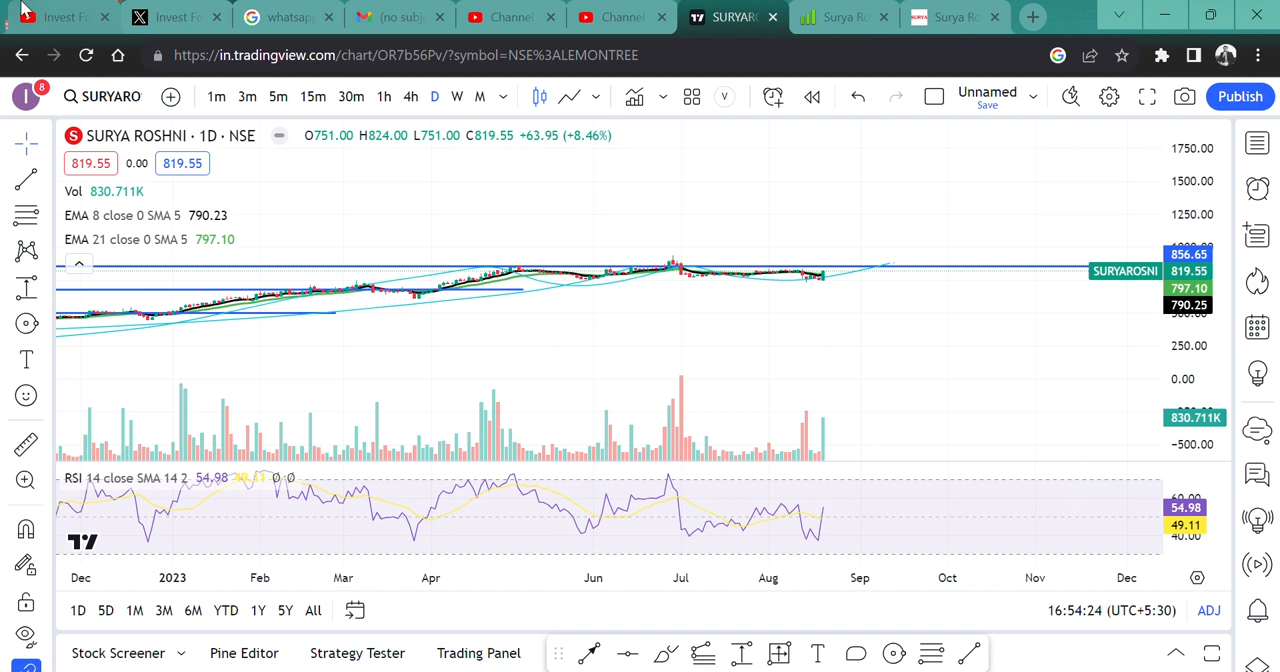 Invest Fo
Invest Fo
whatsap
(no subj
Channel
Channel
SURYARO
Surya Ro
Surya Ro
https://in.tradingview.com/chart/OR7b56Pv/?symbol=NSE%3ALEMONTREE
I 8 SURYARO 1m 3m 5m 15m 30m 1h 4h D W M V Unnamed Save Publish
S SURYA ROSHNI · 1D · NSE O751.00 H824.00 L751.00 C819.55 +63.95 (+8.46%)
819.55 0.00 819.55
Vol 830.711K
EMA 8 close 0 SMA 5 790.23
EMA 21 close 0 SMA 5 797.10
1750.00
1500.00
1250.00
856.65
SURYAROSNI 819.55
797.10
790.25
250.00
0.00
830.711K
−500.00
RSI 14 close SMA 14 2 54.98 49.11 Ø Ø
60.00
54.98
49.11
40.00
Dec 2023 Feb Mar Apr Jun Jul Aug Sep Oct Nov Dec
1D 5D 1M 3M 6M YTD 1Y 5Y All 16:54:24 (UTC+5:30) ADJ
Stock Screener Pine Editor Strategy Tester Trading Panel